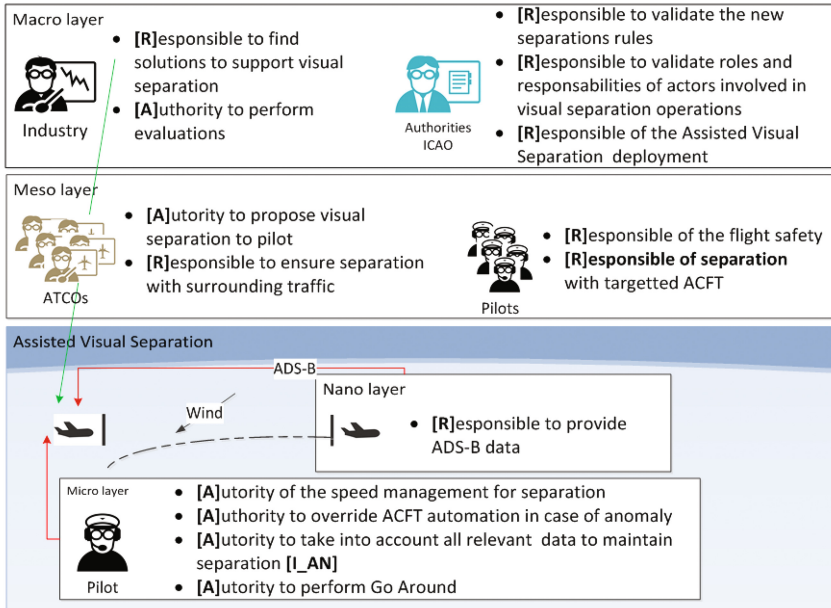 Macro layer
Industry
• [R]esponsible to find
solutions to support visual
separation
• [A]uthority to perform
evaluations
Authorities
ICAO
• [R]esponsible to validate the new
separations rules
• [R]esponsible to validate roles and
responsabilities of actors involved in
visual separation operations
• [R]esponsible of the Assisted Visual
Separation deployment
Meso layer
ATCOs
• [A]utority to propose visual
separation to pilot
• [R]esponsible to ensure separation
with surrounding traffic
Pilots
• [R]esponsible of the flight safety
• [R]esponsible of separation
with targetted ACFT
Assisted Visual Separation
ADS-B
Wind
Nano layer
• [R]esponsible to provide
ADS-B data
Micro layer
Pilot
• [A]utority of the speed management for separation
• [A]uthority to override ACFT automation in case of anomaly
• [A]utority to take into account all relevant data to maintain
separation [I_AN]
• [A]utority to perform Go Around